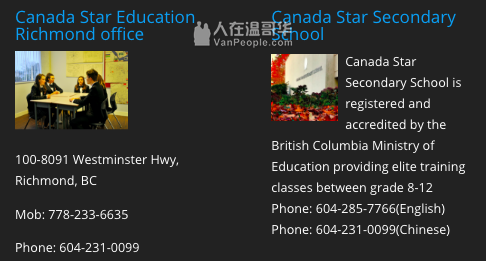 Canada Star Education
Richmond office
100-8091 Westminster Hwy,
Richmond, BC
Mob: 778-233-6635
Phone: 604-231-0099
Canada Star Secondary
School
Canada Star
Secondary School is
registered and
accredited by the
British Columbia Ministry of
Education providing elite training
classes between grade 8-12
Phone: 604-285-7766(English)
Phone: 604-231-0099(Chinese)
人在温哥华
VanPeople.com